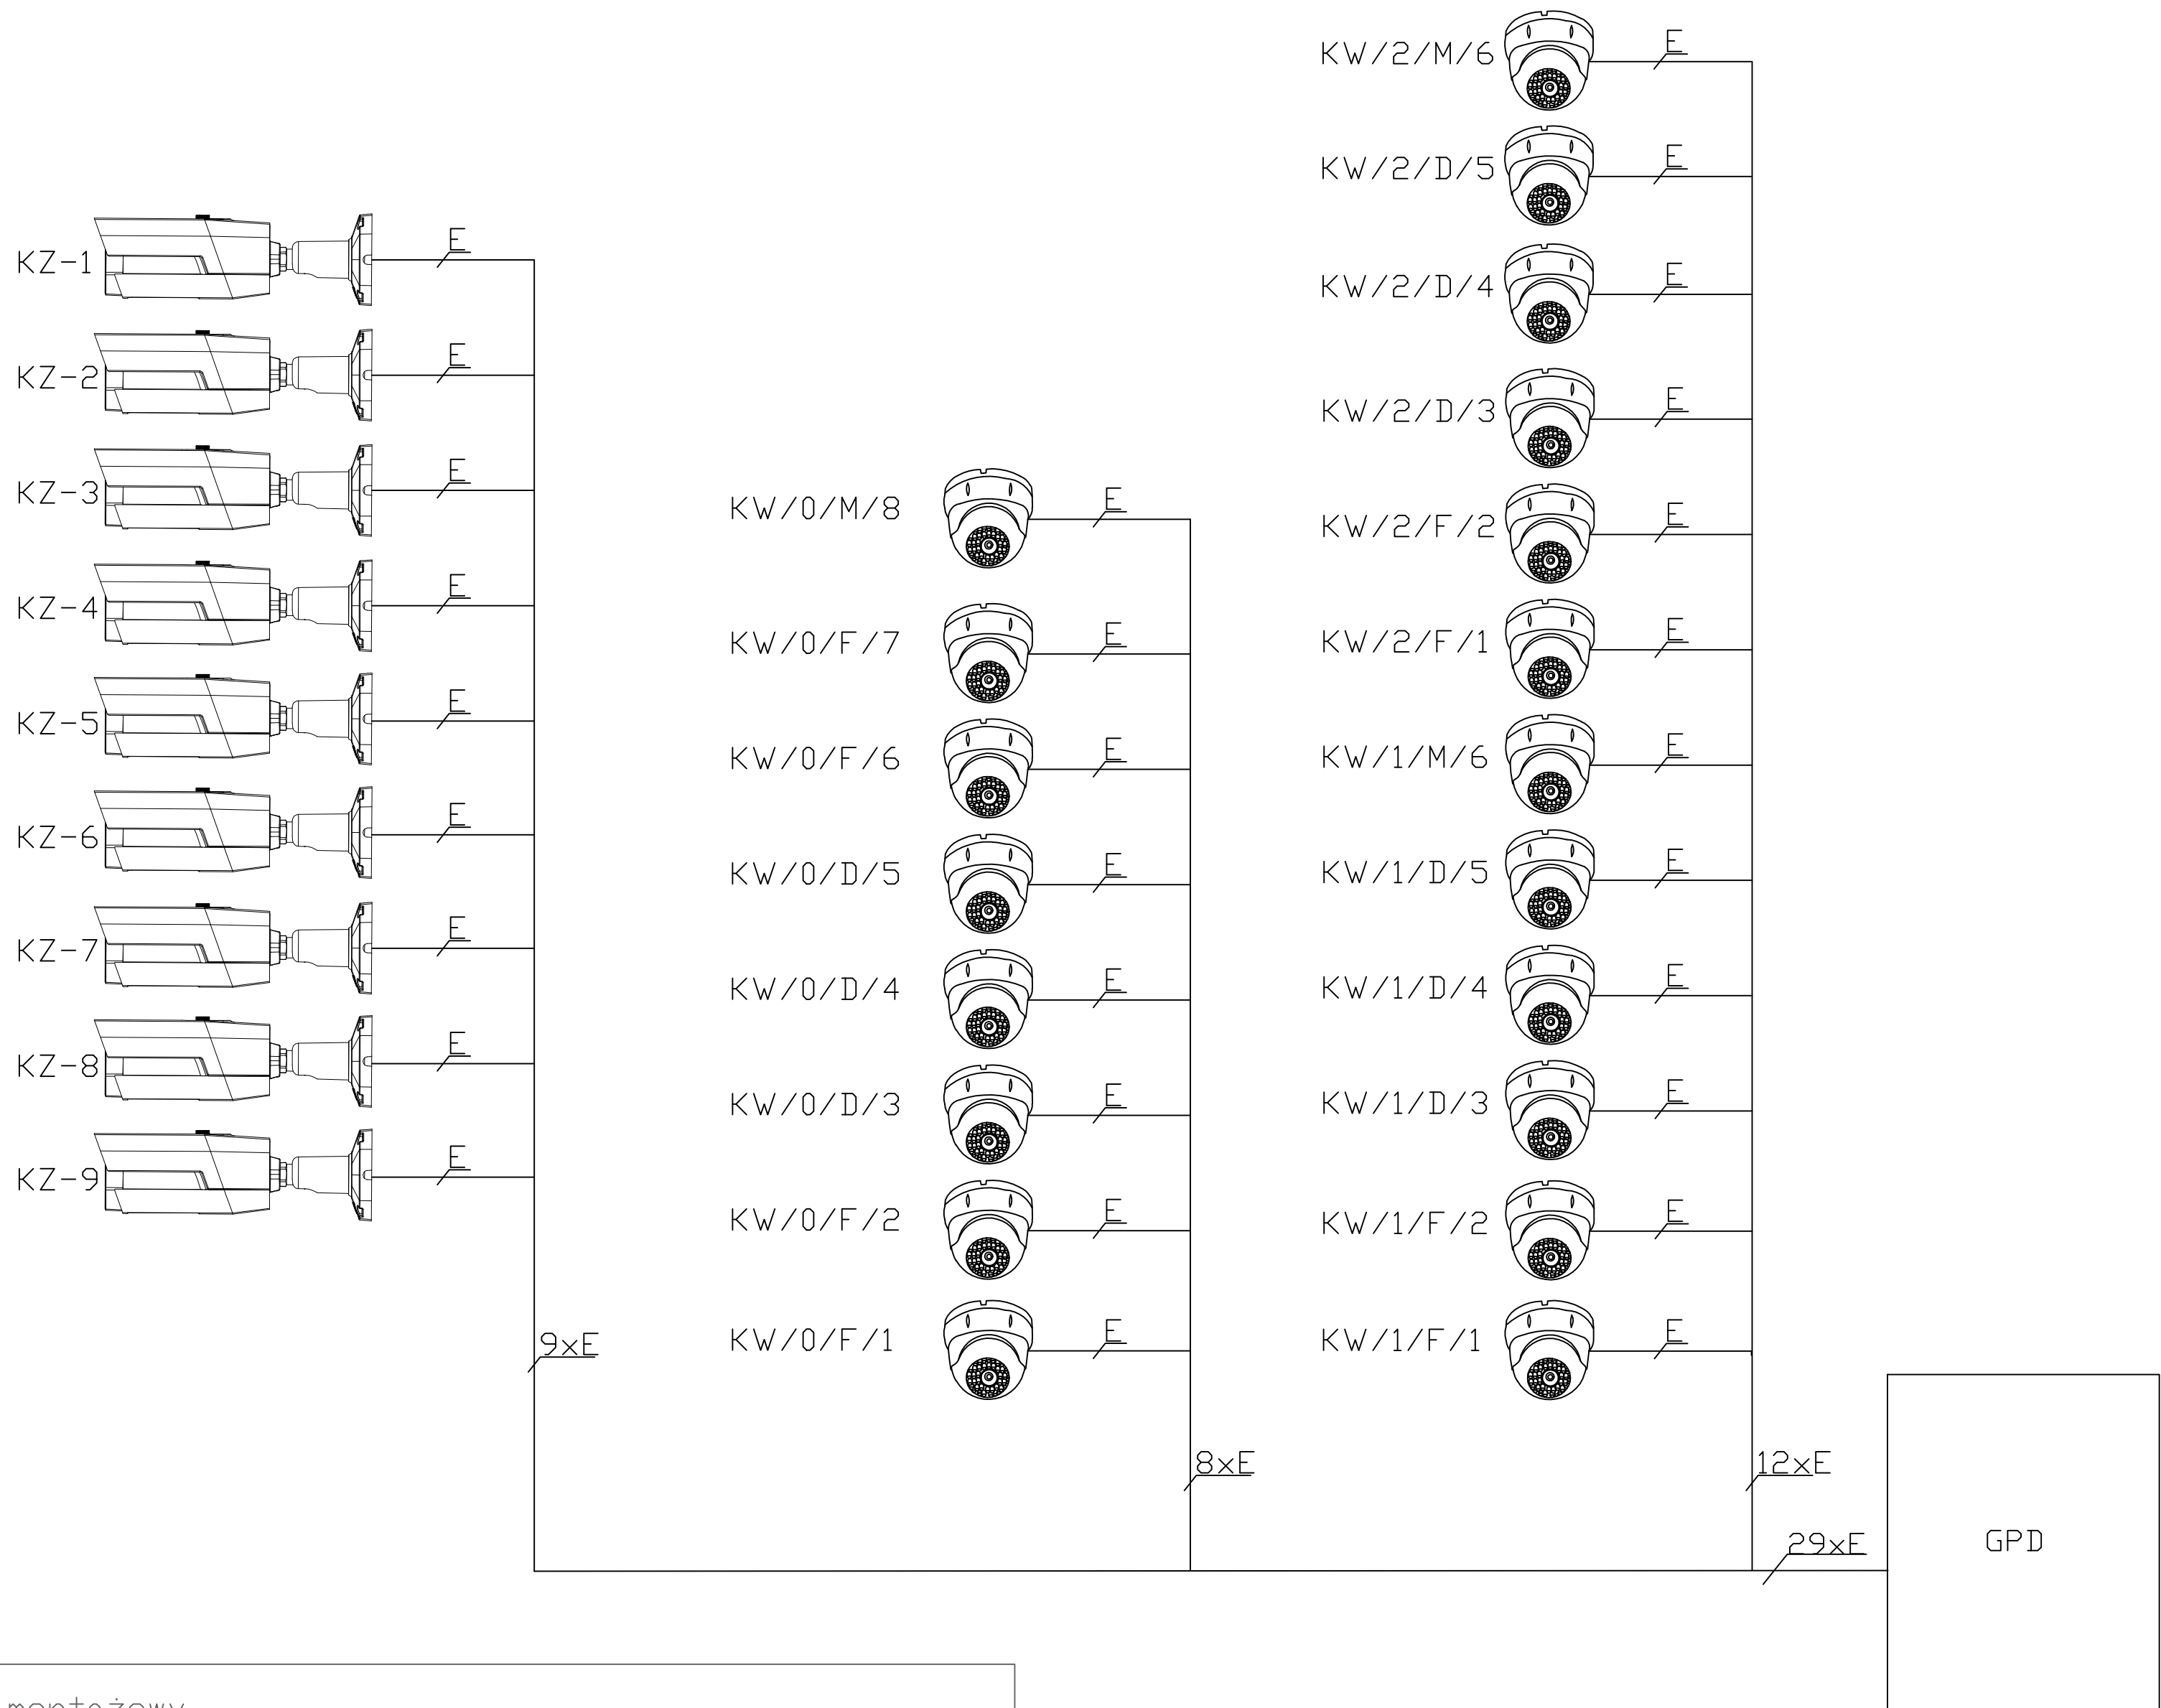 KZ-1 E
KZ-2 E
KZ-3 E
KZ-4 E
KZ-5 E
KZ-6 E
KZ-7 E
KZ-8 E
KZ-9 E
9xE
KW/0/M/8 E
KW/0/F/7 E
KW/0/F/6 E
KW/0/D/5 E
KW/0/D/4 E
KW/0/D/3 E
KW/0/F/2 E
KW/0/F/1 E
8xE
KW/2/M/6 E
KW/2/D/5 E
KW/2/D/4 E
KW/2/D/3 E
KW/2/F/2 E
KW/2/F/1 E
KW/1/M/6 E
KW/1/D/5 E
KW/1/D/4 E
KW/1/D/3 E
KW/1/F/2 E
KW/1/F/1 E
12xE
29xE
GPD
montażowy